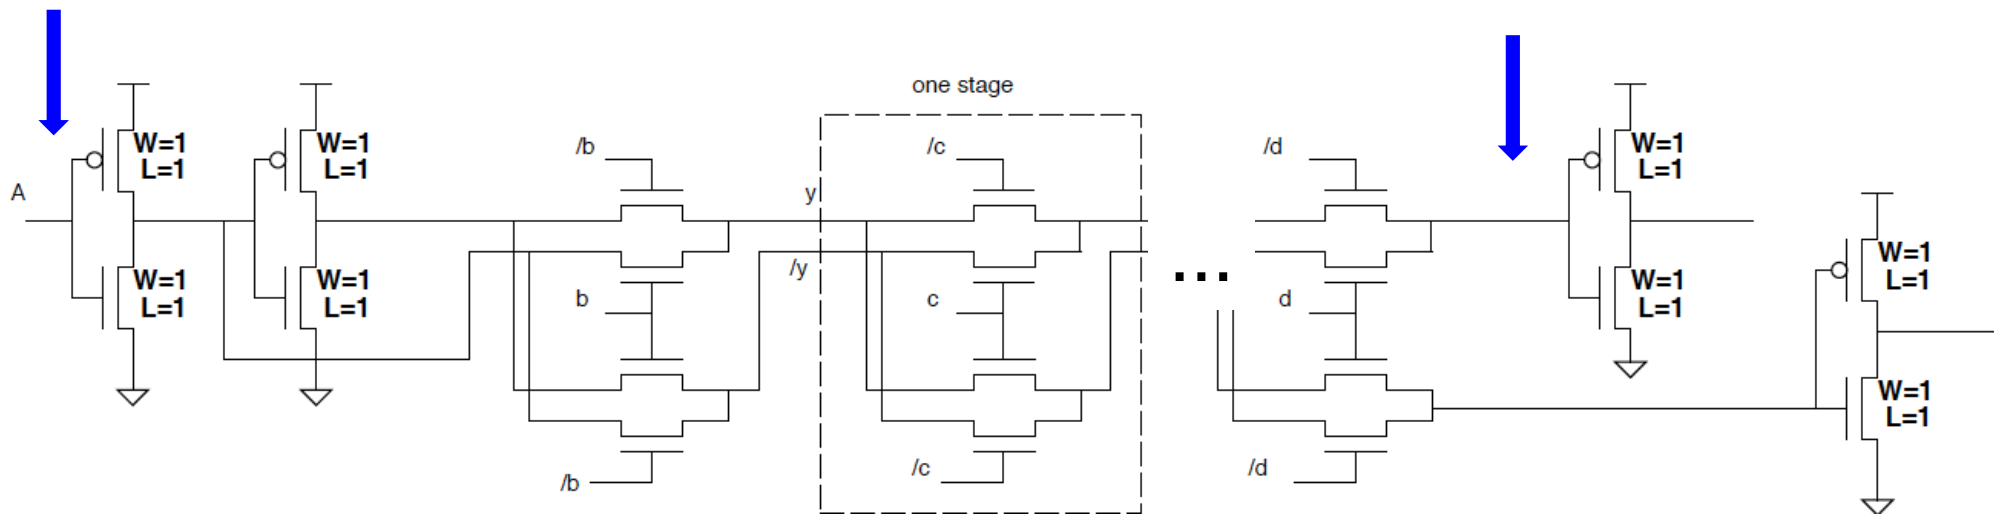 one stage
/b
/c
/d
W=1
L=1
W=1
L=1
W=1
L=1
A
y
W=1
L=1
/y
...
W=1
L=1
W=1
L=1
b
c
d
W=1
L=1
W=1
L=1
/b
/c
/d